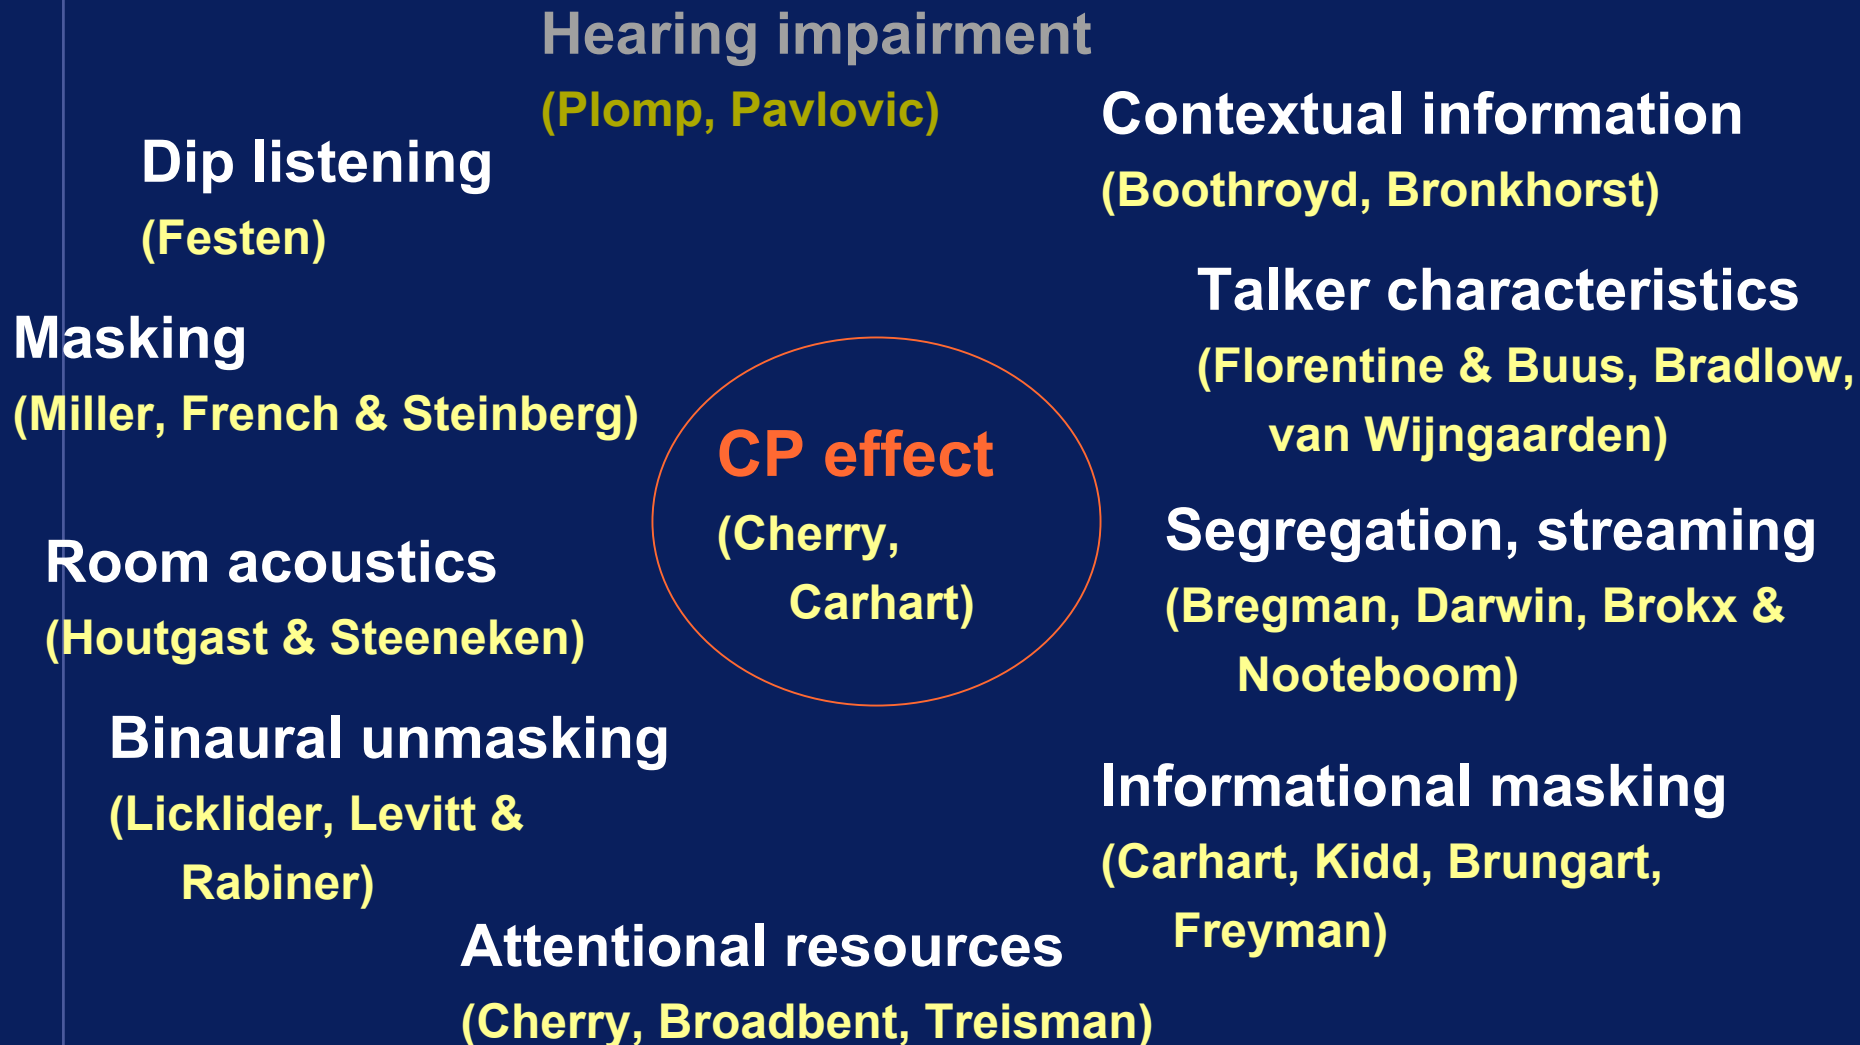 Hearing impairment
(Plomp, Pavlovic)
Contextual information
(Boothroyd, Bronkhorst)
Dip listening
(Festen)
Talker characteristics
(Florentine & Buus, Bradlow,
van Wijngaarden)
Masking
(Miller, French & Steinberg)
CP effect
(Cherry,
Carhart)
Segregation, streaming
(Bregman, Darwin, Brokx &
Nooteboom)
Room acoustics
(Houtgast & Steeneken)
Binaural unmasking
(Licklider, Levitt &
Rabiner)
Informational masking
(Carhart, Kidd, Brungart,
Freyman)
Attentional resources
(Cherry, Broadbent, Treisman)